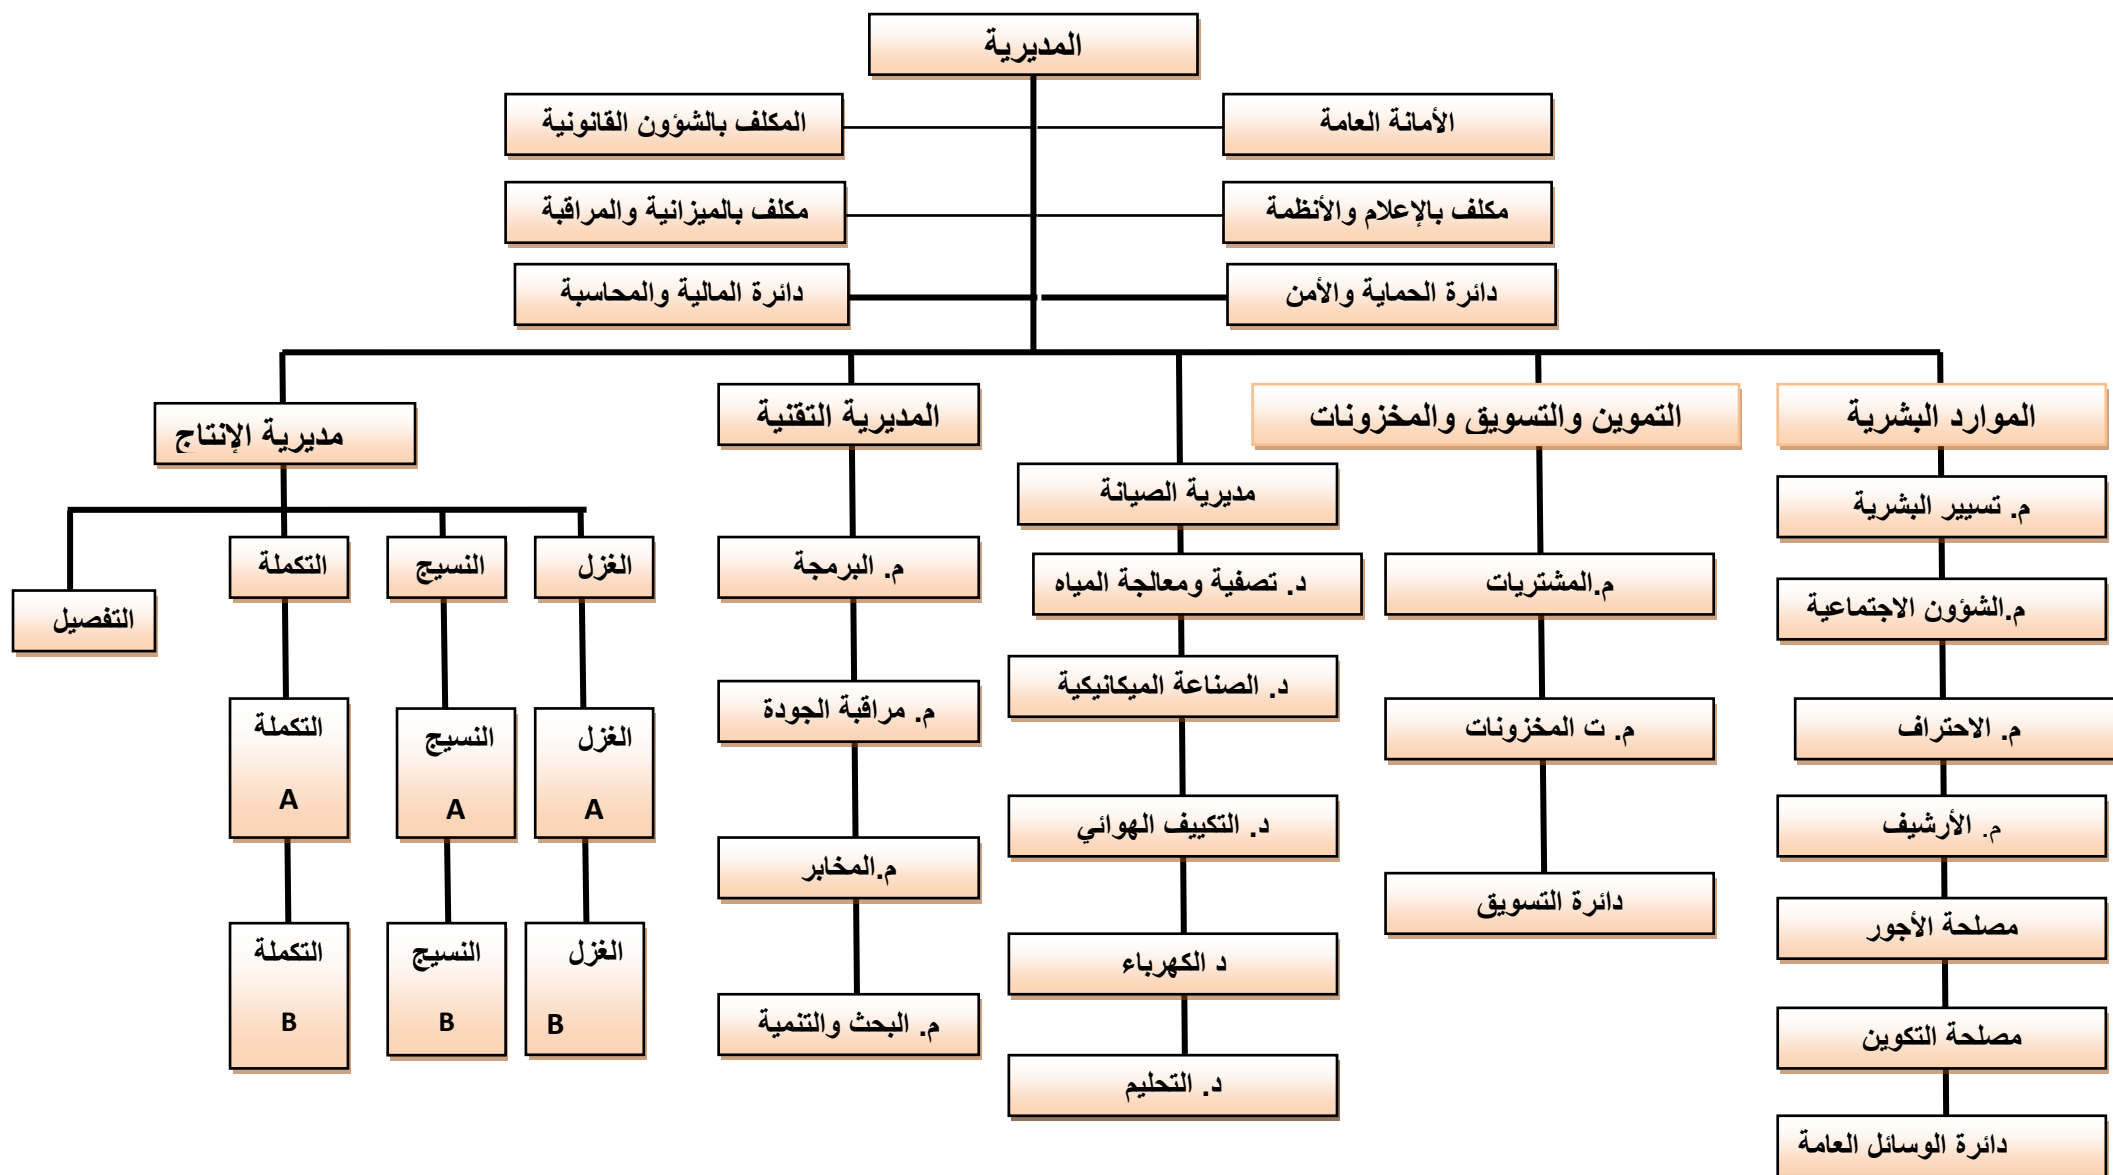 المديرية
الأمانة العامة
المكلف بالشؤون القانونية
مكلف بالإعلام والأنظمة
مكلف بالميزانية والمراقبة
دائرة الحماية والأمن
دائرة المالية والمحاسبة
الموارد البشرية
م. تسيير البشرية
م.الشؤون الاجتماعية
م. الاحتراف
م. الأرشيف
مصلحة الأجور
مصلحة التكوين
دائرة الوسائل العامة
التموين والتسويق والمخزونات
م.المشتريات
م. ت المخزونات
دائرة التسويق
مديرية الصيانة
د. تصفية ومعالجة المياه
د. الصناعة الميكانيكية
د. التكييف الهوائي
د الكهرباء
د. التحليم
المديرية التقنية
م. البرمجة
م. مراقبة الجودة
م.المخابر
م. البحث والتنمية
مديرية الإنتاج
الغزل
الغزل
A
الغزل
B
النسيج
النسيج
A
النسيج
B
التكملة
التكملة
A
التكملة
B
التفصيل